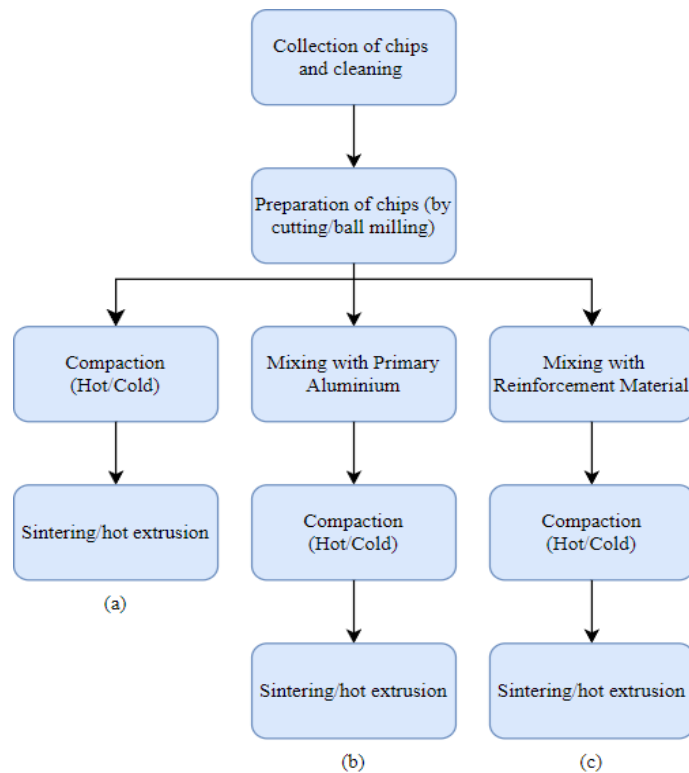 Collection of chips
and cleaning
Preparation of chips (by
cutting/ball milling)
Compaction
(Hot/Cold)
Mixing with Primary
Aluminium
Mixing with
Reinforcement Material
Sintering/hot extrusion
Compaction
(Hot/Cold)
Compaction
(Hot/Cold)
(a)
Sintering/hot extrusion
Sintering/hot extrusion
(b)
(c)